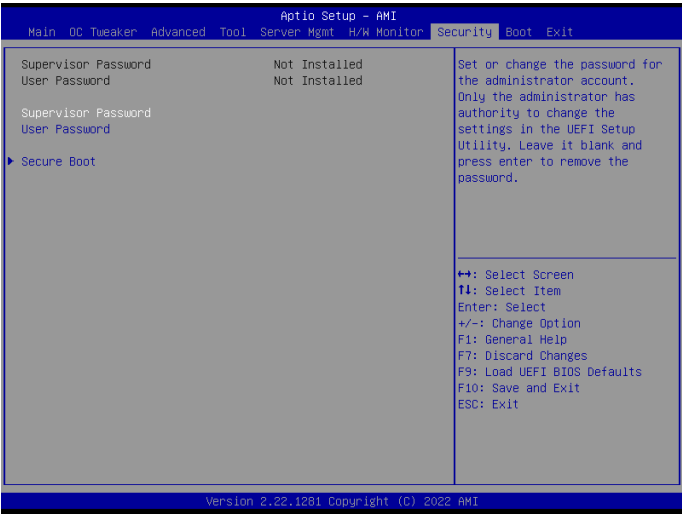 Aptio Setup – AMI
Main OC Tweaker Advanced Tool Server Mgmt H/W Monitor Security Boot Exit
Supervisor Password Not Installed
User Password Not Installed
Supervisor Password
User Password
Secure Boot
Set or change the password for
the administrator account.
Only the administrator has
authority to change the
settings in the UEFI Setup
Utility. Leave it blank and
press enter to remove the
password.
↔: Select Screen
↑↓: Select Item
Enter: Select
+/-: Change Option
F1: General Help
F7: Discard Changes
F9: Load UEFI BIOS Defaults
F10: Save and Exit
ESC: Exit
Version 2.22.1281 Copyright (C) 2022 AMI